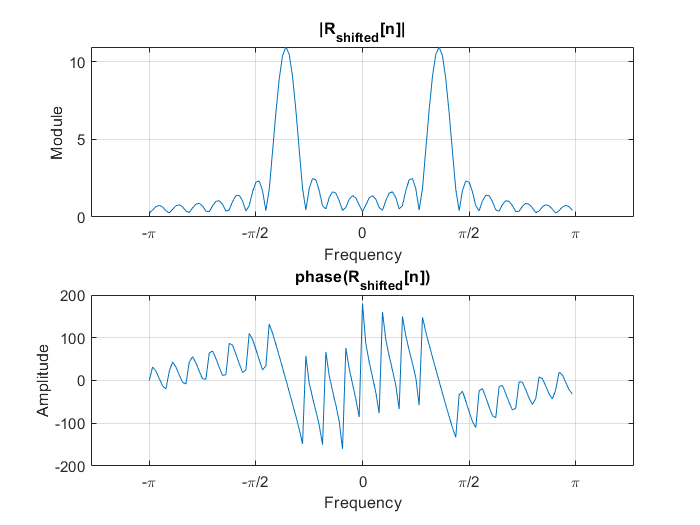 |R_shifted[n]|
10
5
0
Module
-π -π/2 0 π/2 π
Frequency
phase(R_shifted[n])
200
100
0
-100
-200
Amplitude
-π -π/2 0 π/2 π
Frequency